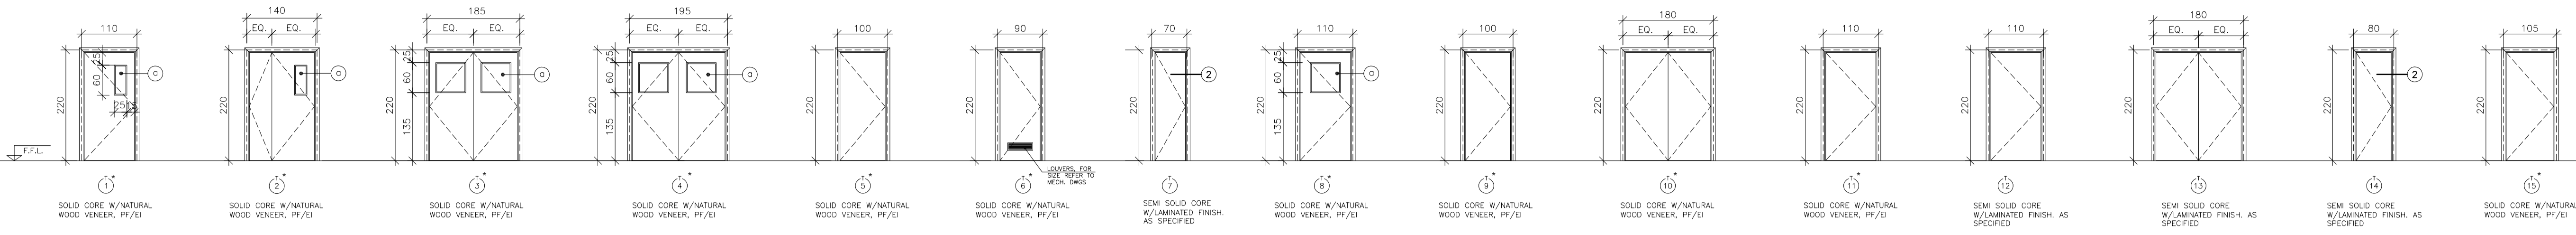 110
25
60
25 15
220
a
F.F.L.
T
1
*
SOLID CORE W/NATURAL
WOOD VENEER, PF/EI
140
EQ. EQ.
220
a
T
2
*
SOLID CORE W/NATURAL
WOOD VENEER, PF/EI
185
EQ. EQ.
25
60
135
220
a
T
3
*
SOLID CORE W/NATURAL
WOOD VENEER, PF/EI
195
EQ. EQ.
25
60
135
220
a
T
4
*
SOLID CORE W/NATURAL
WOOD VENEER, PF/EI
100
220
T
5
*
SOLID CORE W/NATURAL
WOOD VENEER, PF/EI
90
220
LOUVERS, FOR
SIZE REFER TO
MECH. DWGS
T
6
*
SOLID CORE W/NATURAL
WOOD VENEER, PF/EI
70
220
2
T
7
SEMI SOLID CORE
W/LAMINATED FINISH.
AS SPECIFIED
110
25
60
135
220
a
T
8
*
SOLID CORE W/NATURAL
WOOD VENEER, PF/EI
100
220
T
9
*
SOLID CORE W/NATURAL
WOOD VENEER, PF/EI
180
EQ. EQ.
220
T
10
*
SOLID CORE W/NATURAL
WOOD VENEER, PF/EI
110
220
T
11
*
SOLID CORE W/NATURAL
WOOD VENEER, PF/EI
110
220
T
12
SEMI SOLID CORE
W/LAMINATED FINISH. AS
SPECIFIED
180
EQ. EQ.
220
T
13
SEMI SOLID CORE
W/LAMINATED FINISH. AS
SPECIFIED
80
220
2
T
14
SEMI SOLID CORE
W/LAMINATED FINISH. AS
SPECIFIED
105
220
T
15
*
SOLID CORE W/NATURAL
WOOD VENEER, PF/EI